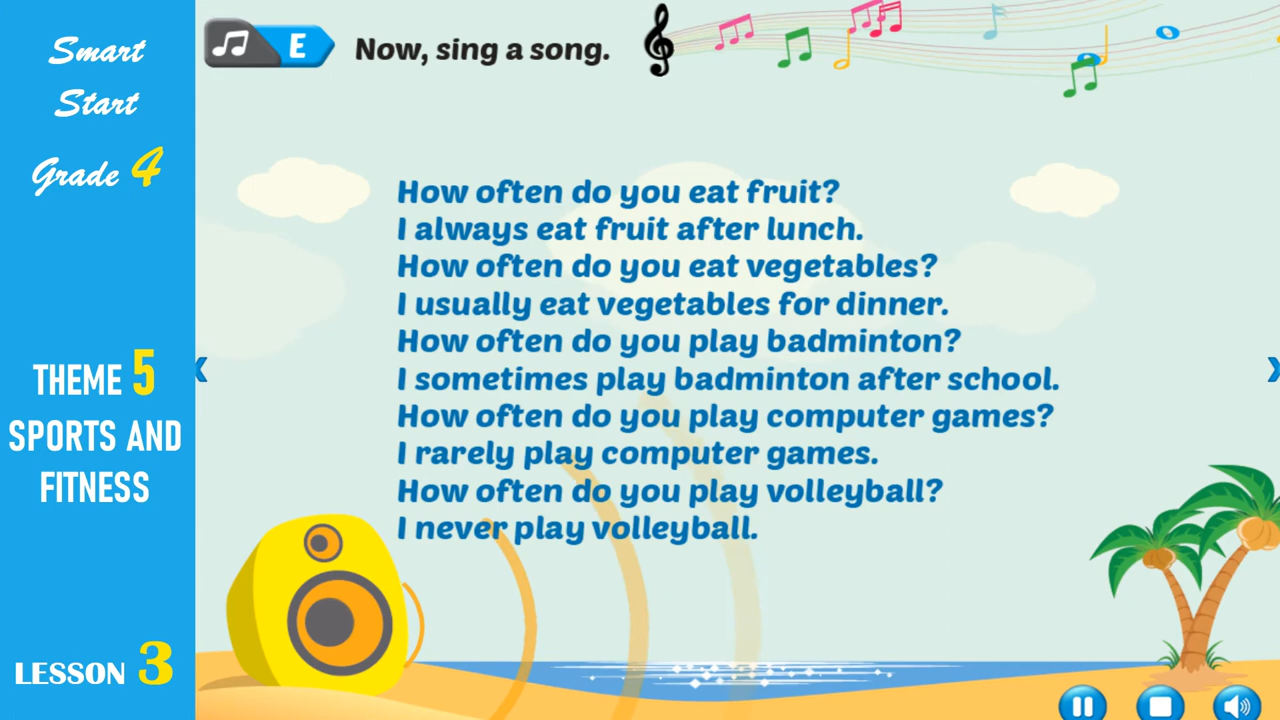 Smart
Start
Grade 4
THEME 5
SPORTS AND
FITNESS
LESSON 3
E
Now, sing a song.
How often do you eat fruit?
I always eat fruit after lunch.
How often do you eat vegetables?
I usually eat vegetables for dinner.
How often do you play badminton?
I sometimes play badminton after school.
How often do you play computer games?
I rarely play computer games.
How often do you play volleyball?
I never play volleyball.